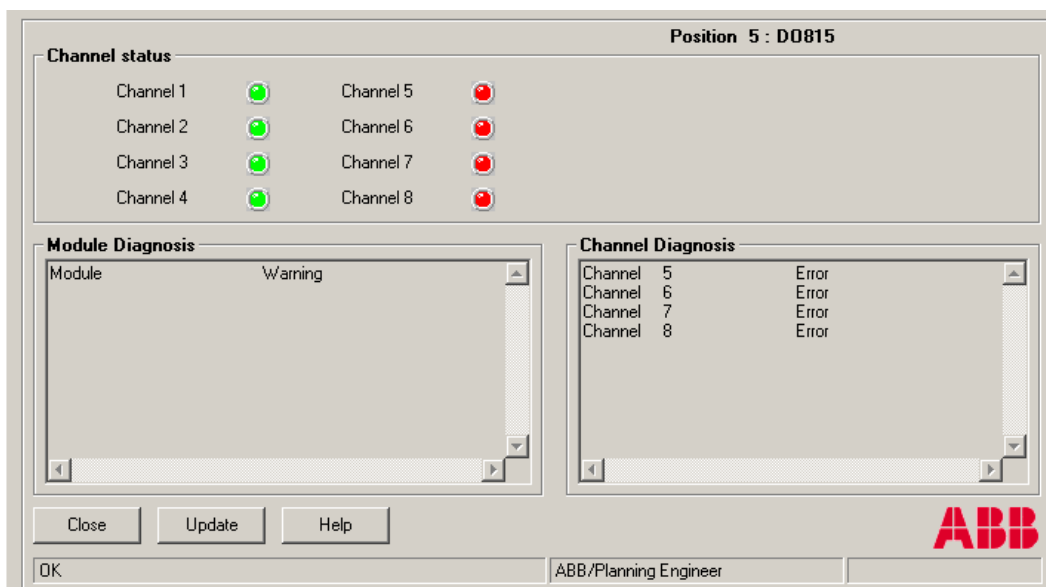 Position 5 : DO815
Channel status
Channel 1 Channel 5
Channel 2 Channel 6
Channel 3 Channel 7
Channel 4 Channel 8
Module Diagnosis Channel Diagnosis
Module Warning
Channel 5 Error
Channel 6 Error
Channel 7 Error
Channel 8 Error
Close Update Help
ABB
OK ABB/Planning Engineer